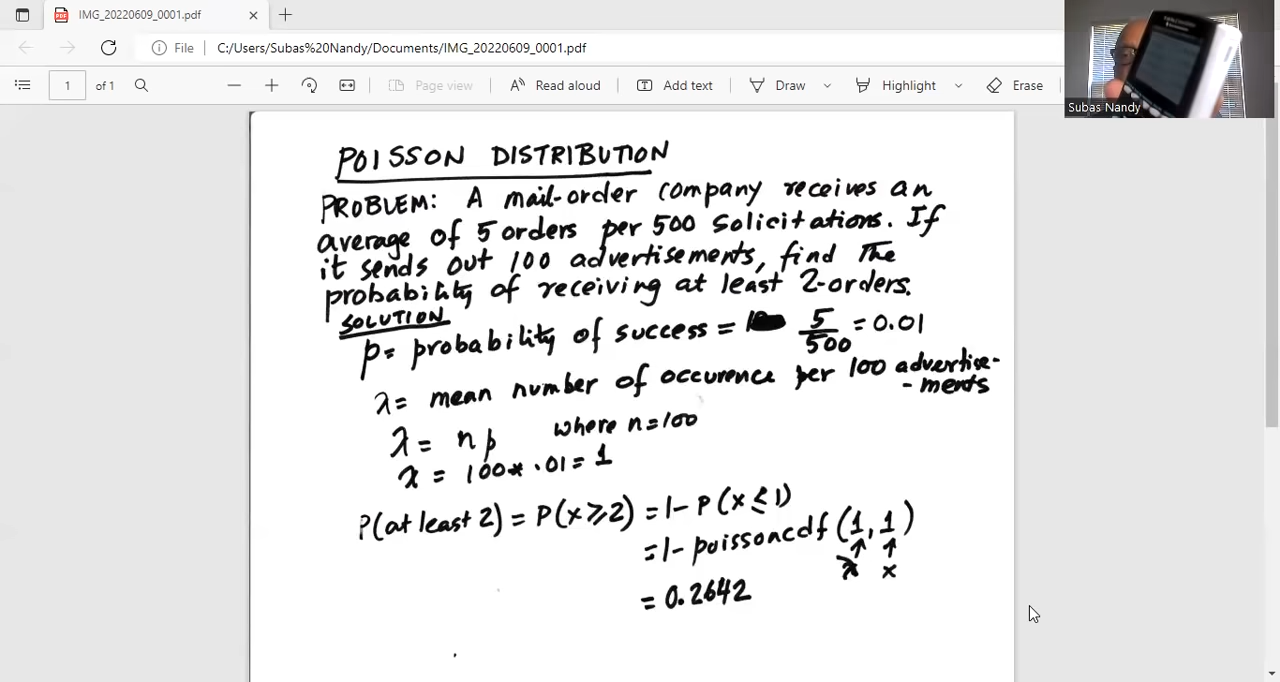 IMG_20220609_0001.pdf
File C:/Users/Subas%20Nandy/Documents/IMG_20220609_0001.pdf
1 of 1 Page view Read aloud Add text Draw Highlight Erase
Subas Nandy
POISSON DISTRIBUTION
PROBLEM: A mail-order company receives an
average of 5 orders per 500 solicitations. If
it sends out 100 advertisements, find the
probability of receiving at least 2-orders.
SOLUTION
p= probability of success = 5/500 = 0.01
λ= mean number of occurence per 100 advertise-
-ments
λ = np where n=100
λ = 100* .01 = 1
P(at least 2) = P(x ≥ 2) = 1- P(x ≤ 1)
= 1- poissoncdf (1, 1)
↑ ↑
λ x
= 0.2642